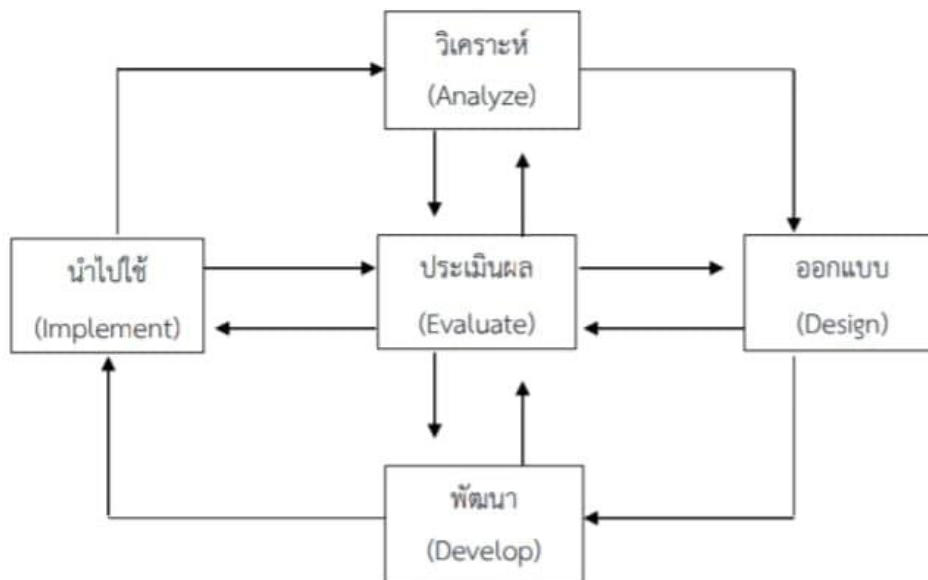 วิเคราะห์
(Analyze)
นำไปใช้
(Implement)
ประเมินผล
(Evaluate)
ออกแบบ
(Design)
พัฒนา
(Develop)